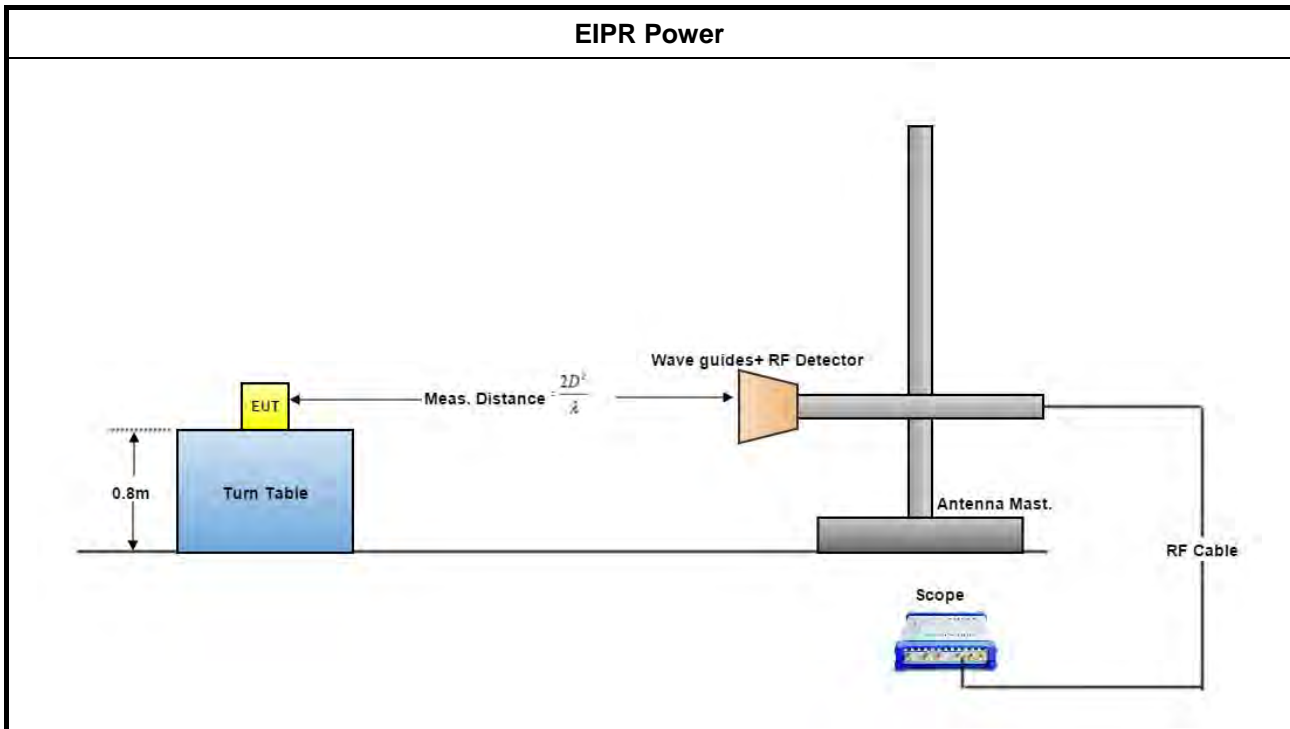 EIPR Power
Wave guides+ RF Detector
EUT
Meas. Distance = 2D²/λ
0.8m
Turn Table
Antenna Mast.
RF Cable
Scope